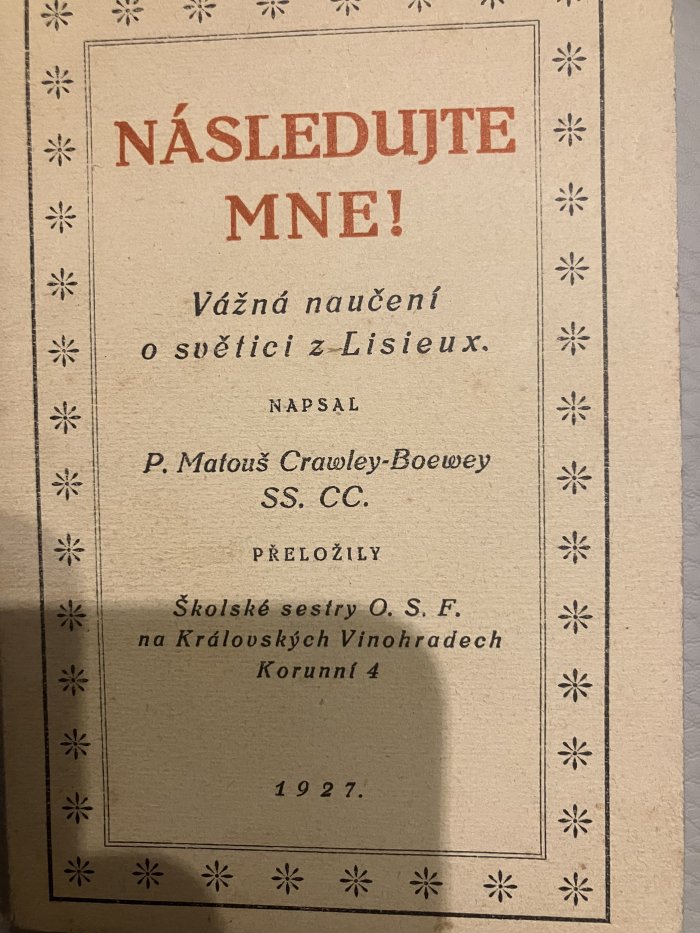 NÁSLEDUJTE
MNE!
Vážná naučení
o světici z Lisieux.
NAPSAL
P. Matouš Crawley-Boewey
SS. CC.
PŘELOŽILY
Školské sestry O. S. F.
na Královských Vinohradech
Korunní 4
1927.